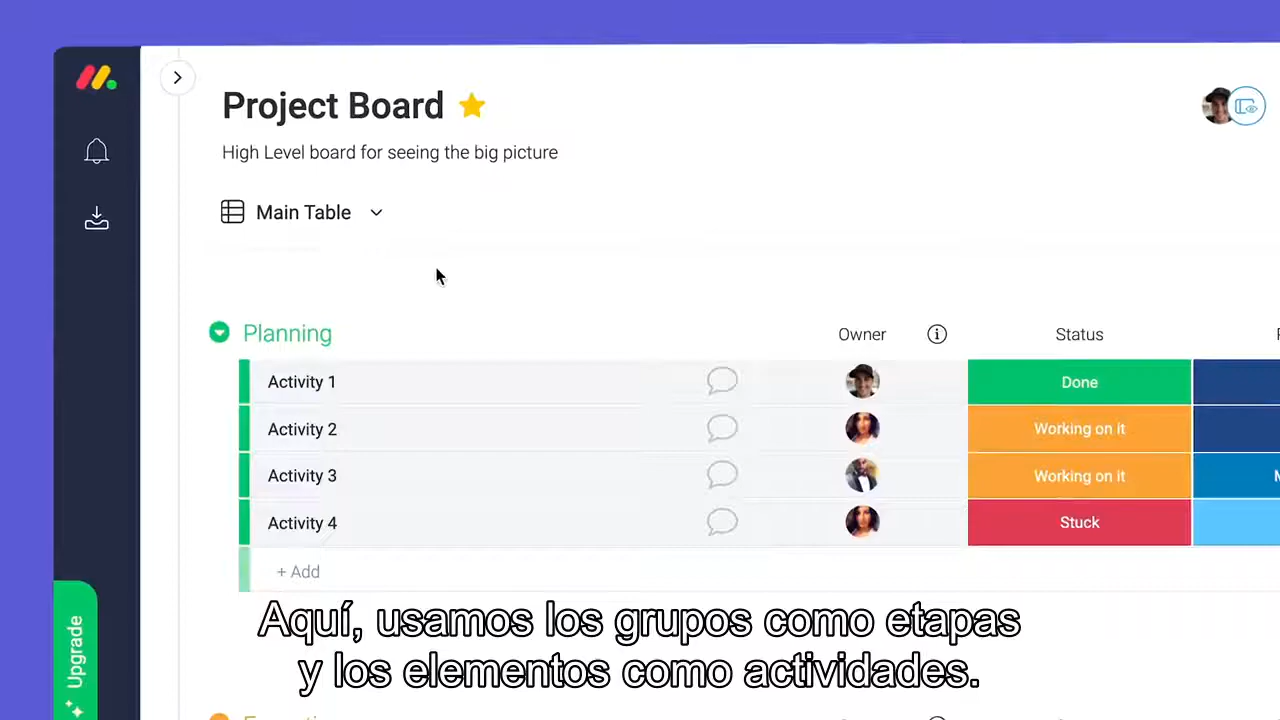 Project Board
High Level board for seeing the big picture
Main Table
Planning
Owner
Status
Activity 1
Done
Activity 2
Working on it
Activity 3
Working on it
Activity 4
Stuck
+ Add
Upgrade
Aquí, usamos los grupos como etapas
y los elementos como actividades.